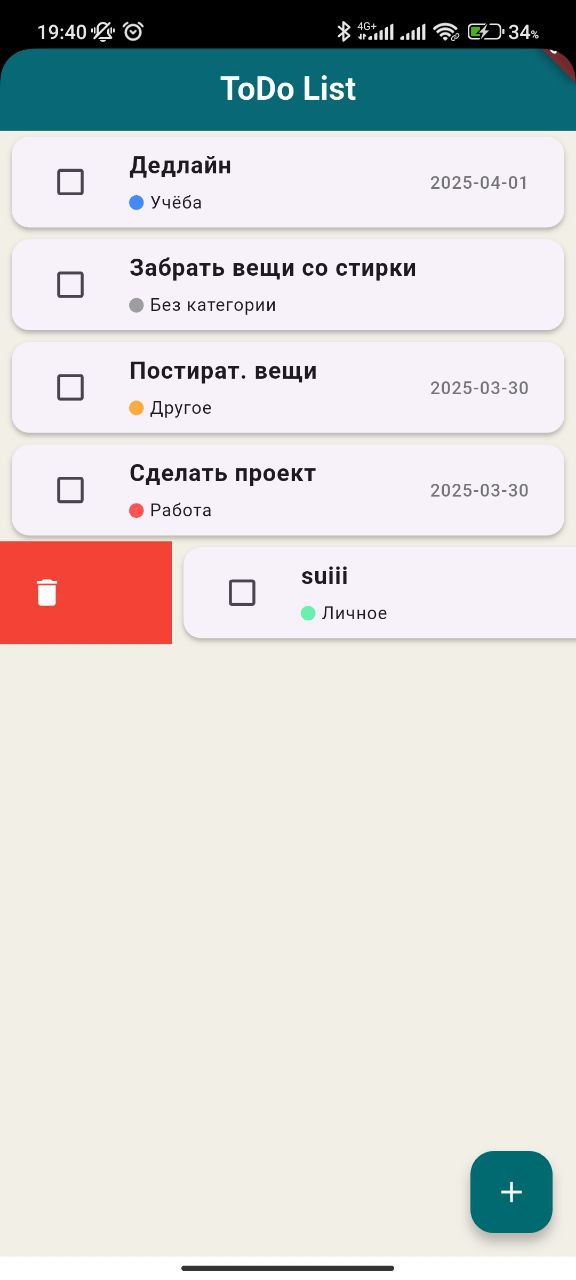 19:40 4G+ 34%
ToDo List
Дедлайн
2025-04-01
Учёба
Забрать вещи со стирки
Без категории
Постират. вещи
2025-03-30
Другое
Сделать проект
2025-03-30
Работа
suiii
Личное